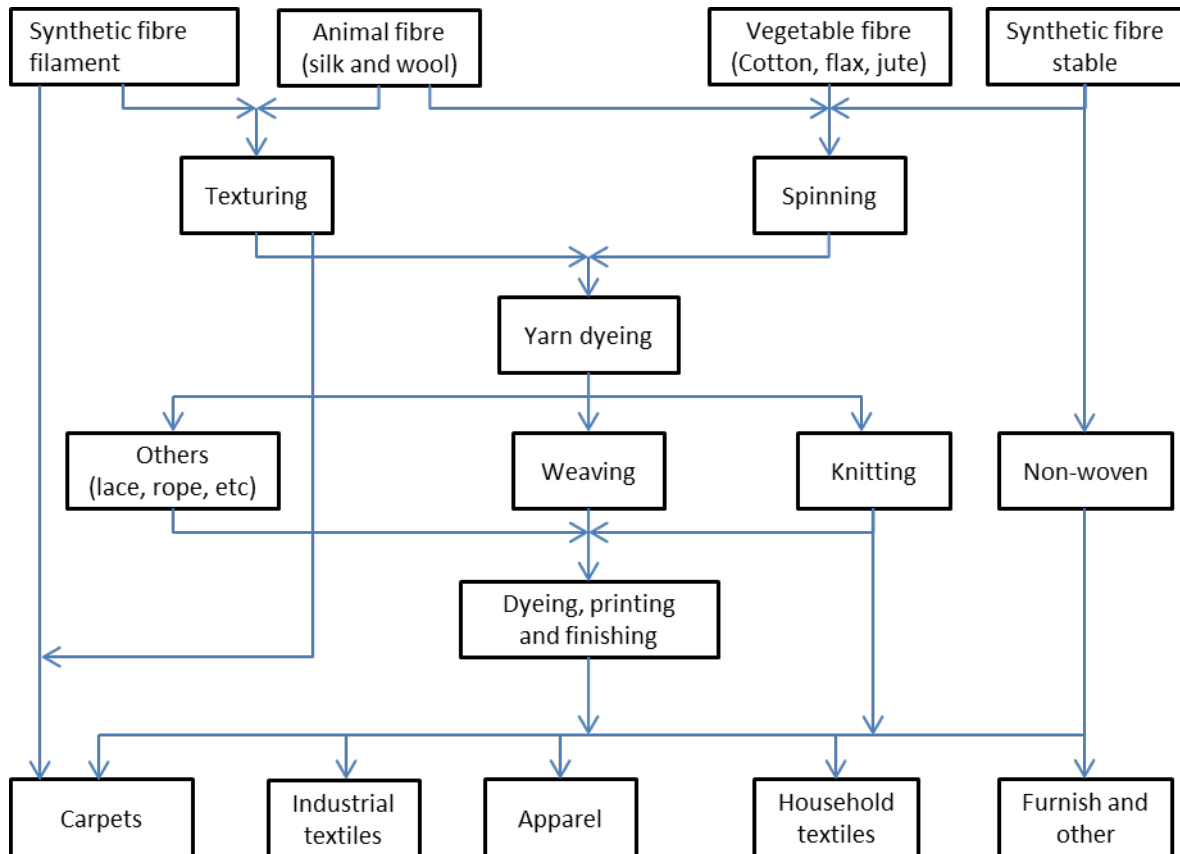 Synthetic fibre
filament
Animal fibre
(silk and wool)
Vegetable fibre
(Cotton, flax, jute)
Synthetic fibre
stable
Texturing
Spinning
Yarn dyeing
Others
(lace, rope, etc)
Weaving
Knitting
Non-woven
Dyeing, printing
and finishing
Carpets
Industrial
textiles
Apparel
Household
textiles
Furnish and
other